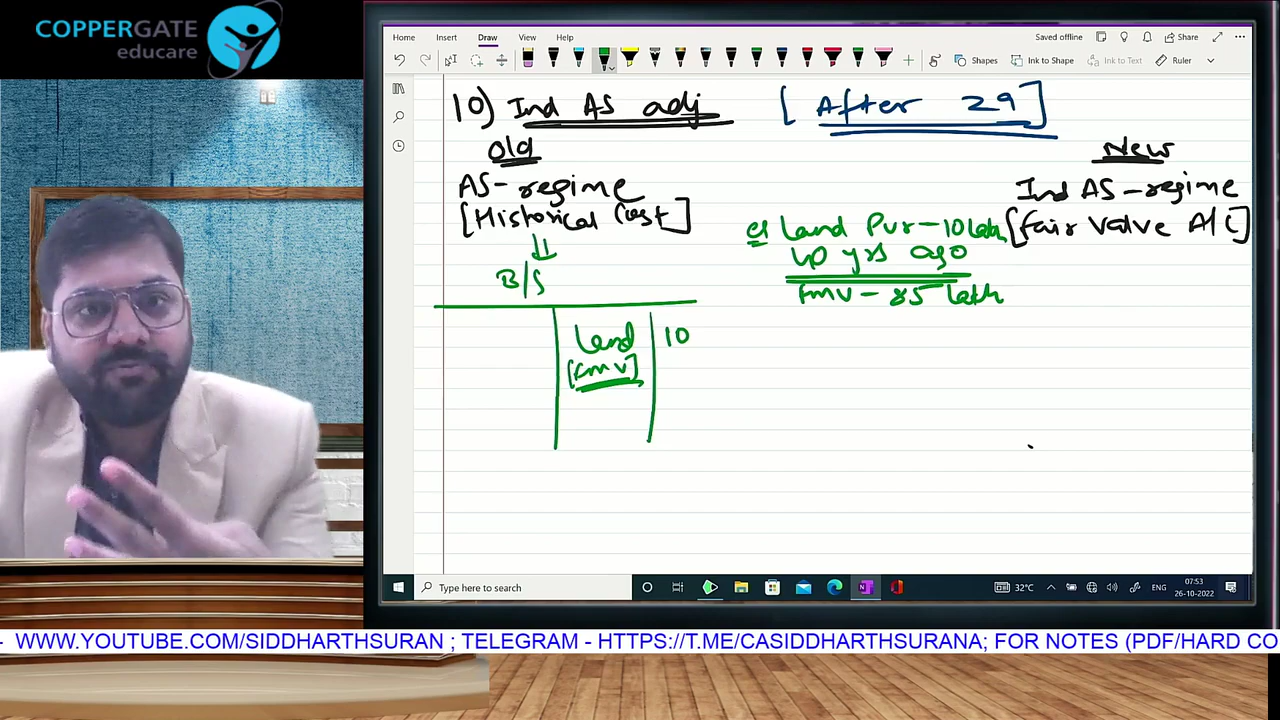 COPPERGATE
educare
Home Insert Draw View Help
Saved offline
Share
Shapes
Ink to Shape
Ink to Text
Ruler
10) Ind AS adj [After 29]
Old
New
AS-regime
[Historical Cost]
Ind AS-regime
[Fair Value A/C]
eg Land Pur - 10 lakh
40 yrs ago
FMV - 85 lakh
B/S
Land 10
[FMV]
Type here to search
32°C
ENG
07:53
26-10-2022
- WWW.YOUTUBE.COM/SIDDHARTHSURAN ; TELEGRAM - HTTPS://T.ME/CASIDDHARTHSURANA; FOR NOTES (PDF/HARD CO